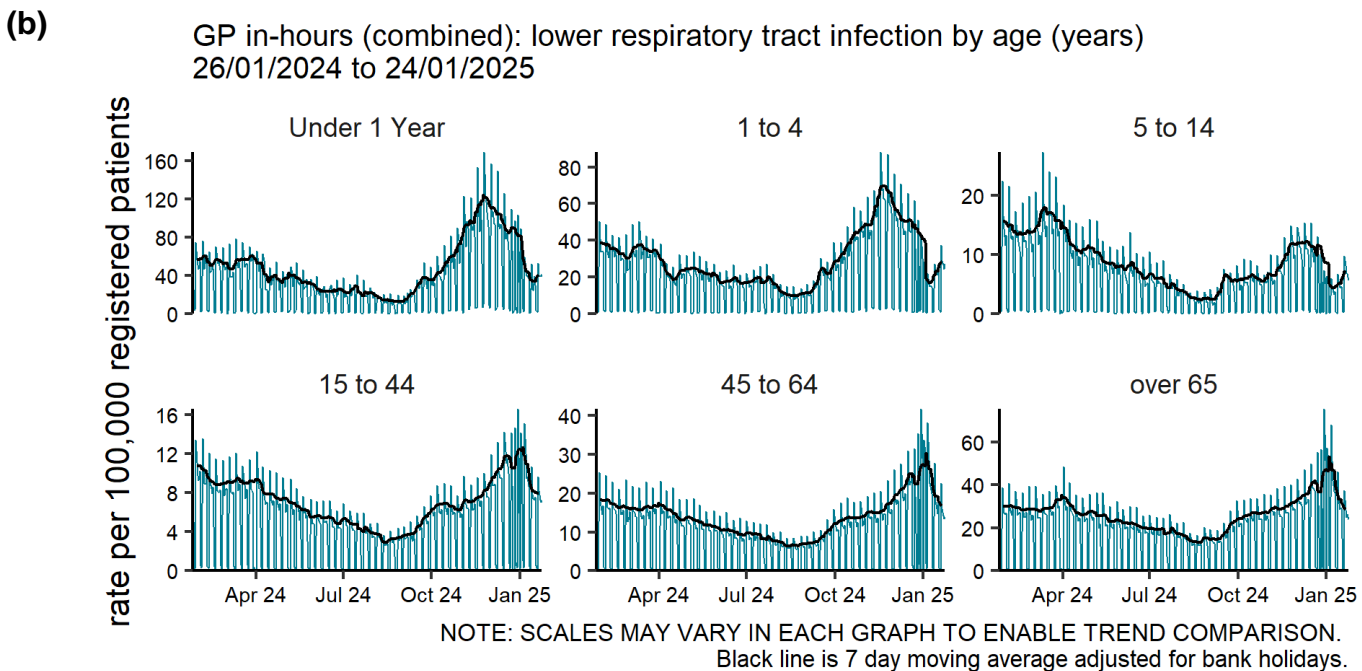 (b)
GP in-hours (combined): lower respiratory tract infection by age (years)
26/01/2024 to 24/01/2025
rate per 100,000 registered patients
Under 1 Year
1 to 4
5 to 14
160
120
80
40
0
80
60
40
20
0
20
10
0
15 to 44
45 to 64
over 65
16
12
8
4
0
40
30
20
10
0
60
40
20
0
Apr 24 Jul 24 Oct 24 Jan 25
Apr 24 Jul 24 Oct 24 Jan 25
Apr 24 Jul 24 Oct 24 Jan 25
NOTE: SCALES MAY VARY IN EACH GRAPH TO ENABLE TREND COMPARISON.
Black line is 7 day moving average adjusted for bank holidays.